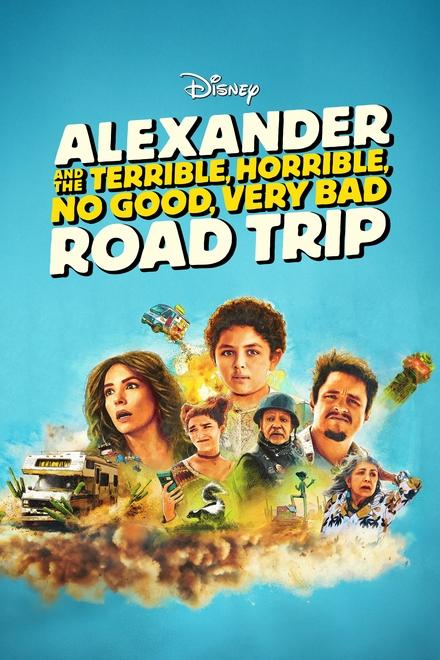 Disney
ALEXANDER
AND THE TERRIBLE, HORRIBLE,
NO GOOD, VERY BAD
ROAD TRIP